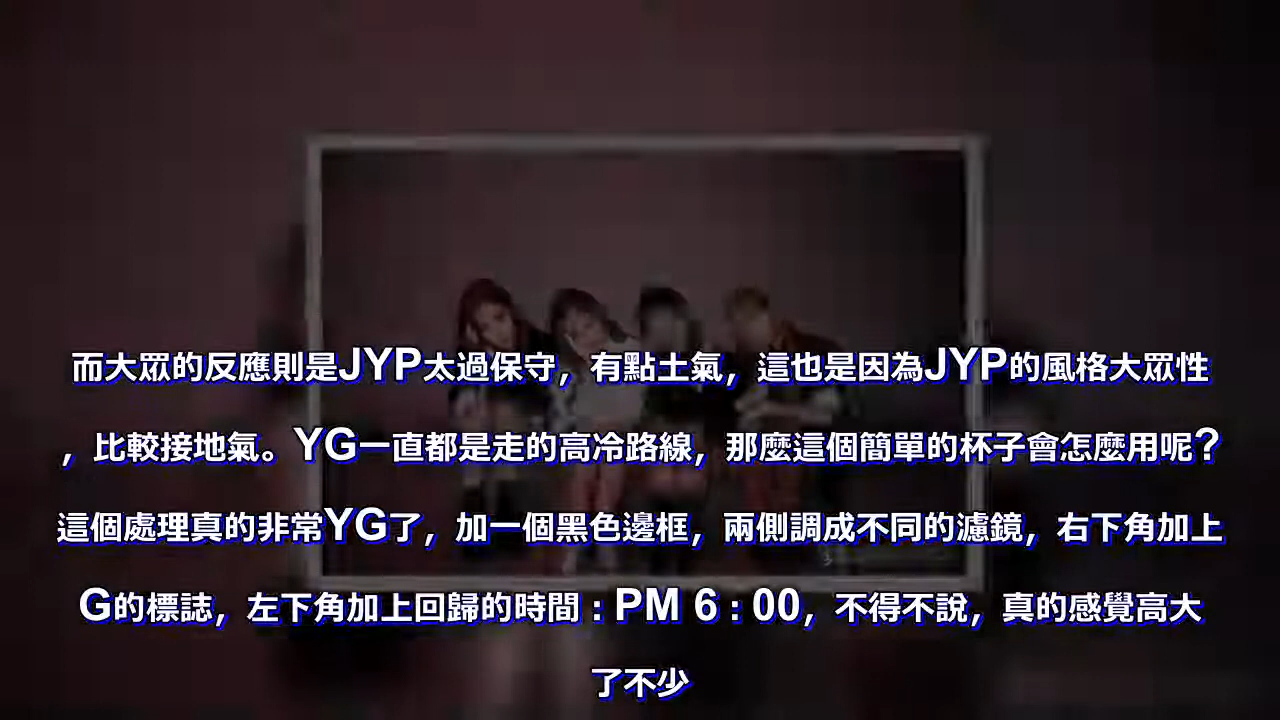 而大眾的反應則是JYP太過保守，有點土氣，這也是因為JYP的風格大眾性
，比較接地氣。YG一直都是走的高冷路線，那麼這個簡單的杯子會怎麼用呢？
這個處理真的非常YG了，加一個黑色邊框，兩側調成不同的濾鏡，右下角加上
G的標誌，左下角加上回歸的時間：PM 6：00，不得不說，真的感覺高大
了不少